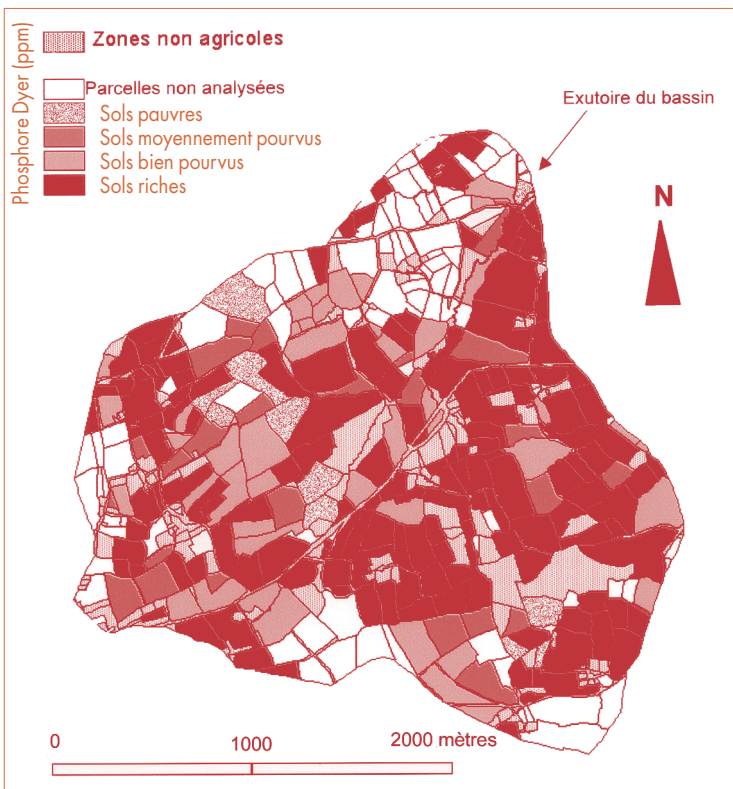 Phosphore Dyer (ppm)
Zones non agricoles
Parcelles non analysées
Sols pauvres
Sols moyennement pourvus
Sols bien pourvus
Sols riches
Exutoire du bassin
N
0 1000 2000 mètres